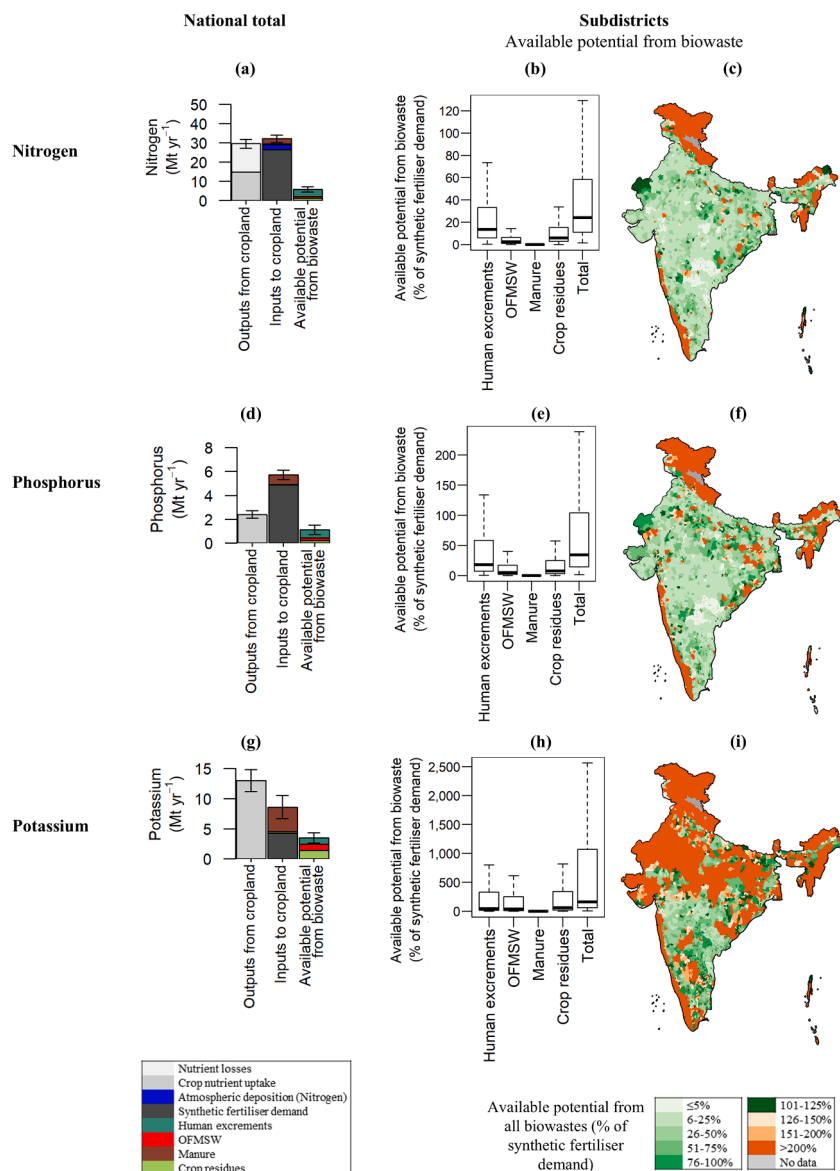 National total
Subdistricts
Available potential from biowaste
(a)
(b)
(c)
Nitrogen
Nitrogen
(Mt yr⁻¹)
50
40
30
20
10
0
Outputs from cropland
Inputs to cropland
Available potential
from biowaste
Available potential from biowaste
(% of synthetic fertiliser demand)
120
100
80
60
40
20
0
Human excrements
OFMSW
Manure
Crop residues
Total
(d)
(e)
(f)
Phosphorus
Phosphorus
(Mt yr⁻¹)
8
6
4
2
0
Outputs from cropland
Inputs to cropland
Available potential
from biowaste
Available potential from biowaste
(% of synthetic fertiliser demand)
200
150
100
50
0
Human excrements
OFMSW
Manure
Crop residues
Total
(g)
(h)
(i)
Potassium
Potassium
(Mt yr⁻¹)
15
10
5
0
Outputs from cropland
Inputs to cropland
Available potential
from biowaste
Available potential from biowaste
(% of synthetic fertiliser demand)
2,500
2,000
1,500
1,000
500
0
Human excrements
OFMSW
Manure
Crop residues
Total
Nutrient losses
Crop nutrient uptake
Atmospheric deposition (Nitrogen)
Synthetic fertiliser demand
Human excrements
OFMSW
Manure
Crop residues
Available potential from
all biowastes (% of
synthetic fertiliser
demand)
≤5%
6-25%
26-50%
51-75%
76-100%
101-125%
126-150%
151-200%
>200%
No data